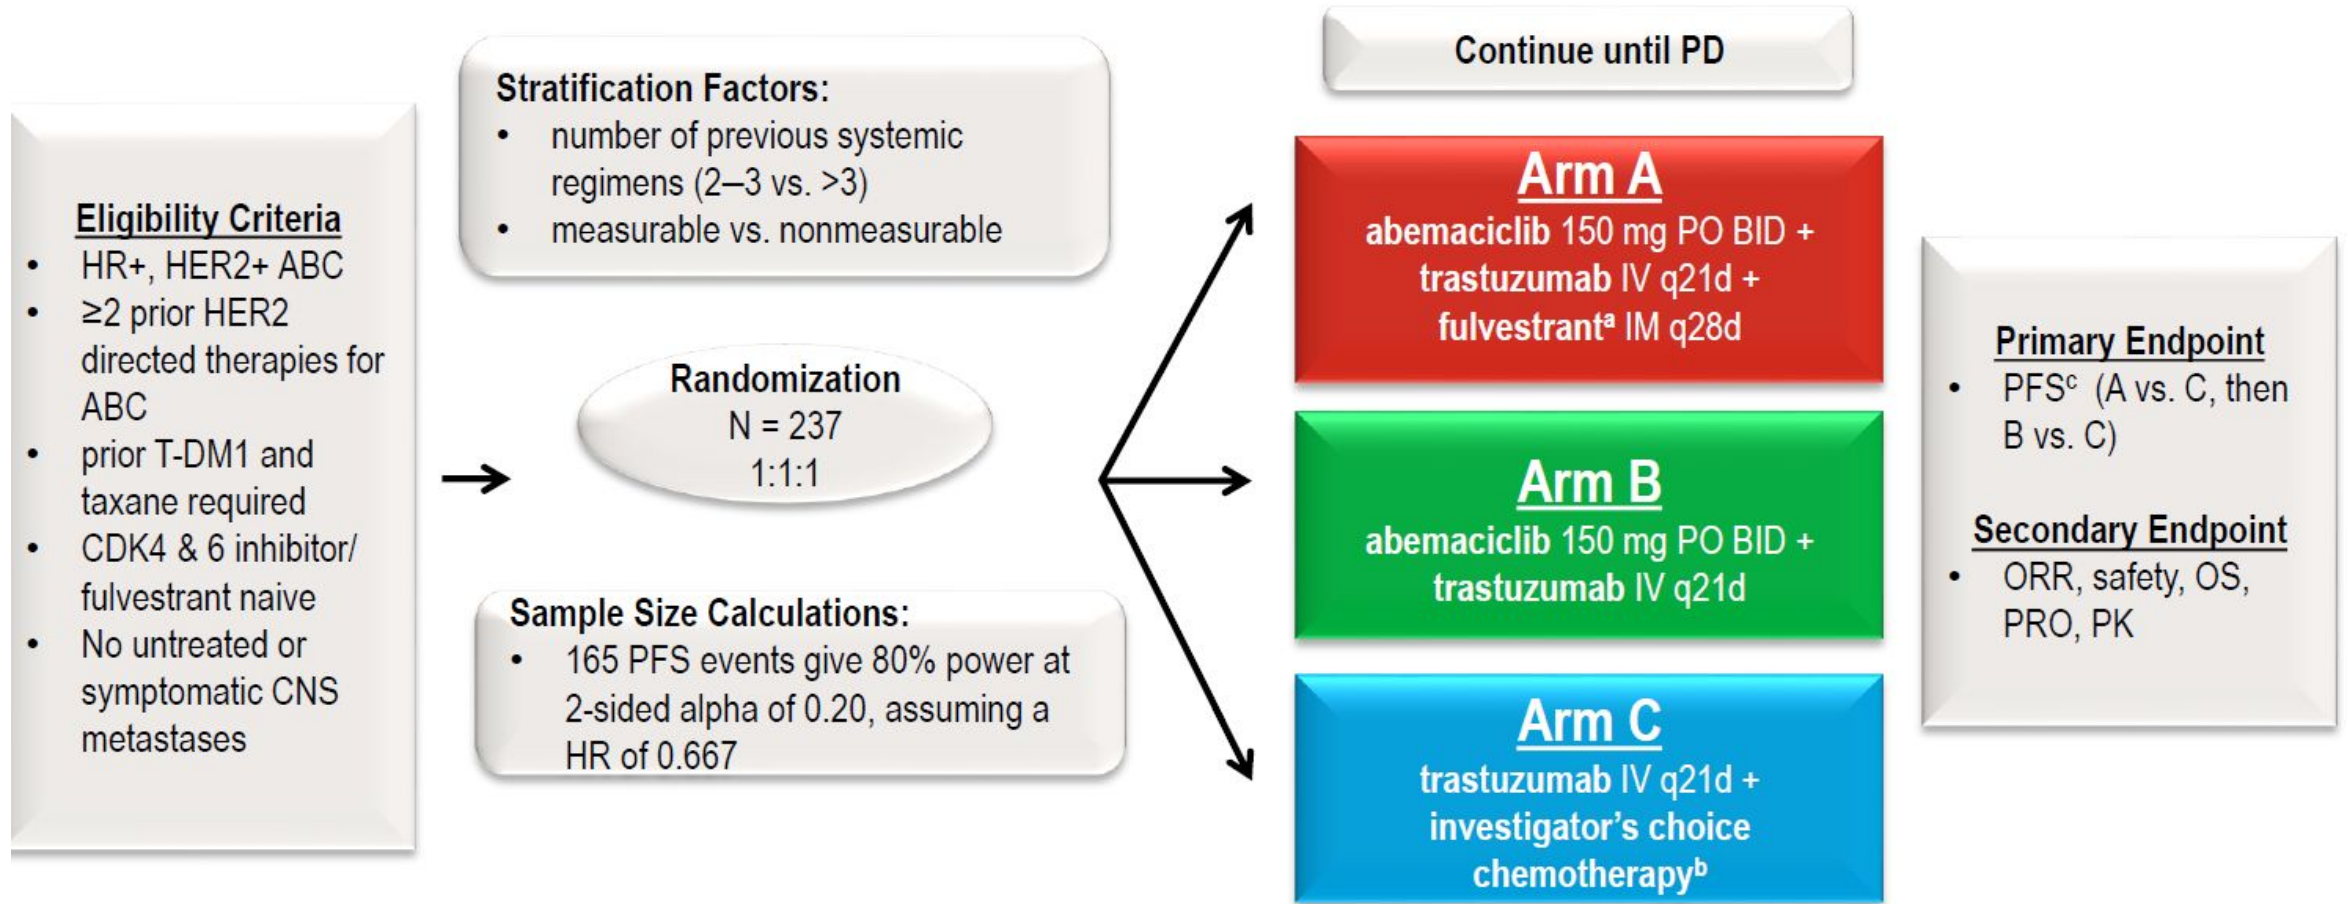 Eligibility Criteria
• HR+, HER2+ ABC
• ≥2 prior HER2
directed therapies for
ABC
• prior T-DM1 and
taxane required
• CDK4 & 6 inhibitor/
fulvestrant naive
• No untreated or
symptomatic CNS
metastases
Stratification Factors:
• number of previous systemic
regimens (2–3 vs. >3)
• measurable vs. nonmeasurable
Randomization
N = 237
1:1:1
Sample Size Calculations:
• 165 PFS events give 80% power at
2-sided alpha of 0.20, assuming a
HR of 0.667
Continue until PD
Arm A
abemaciclib 150 mg PO BID +
trastuzumab IV q21d +
fulvestrantᵃ IM q28d
Arm B
abemaciclib 150 mg PO BID +
trastuzumab IV q21d
Arm C
trastuzumab IV q21d +
investigator’s choice
chemotherapyᵇ
Primary Endpoint
• PFSᶜ (A vs. C, then
B vs. C)
Secondary Endpoint
• ORR, safety, OS,
PRO, PK